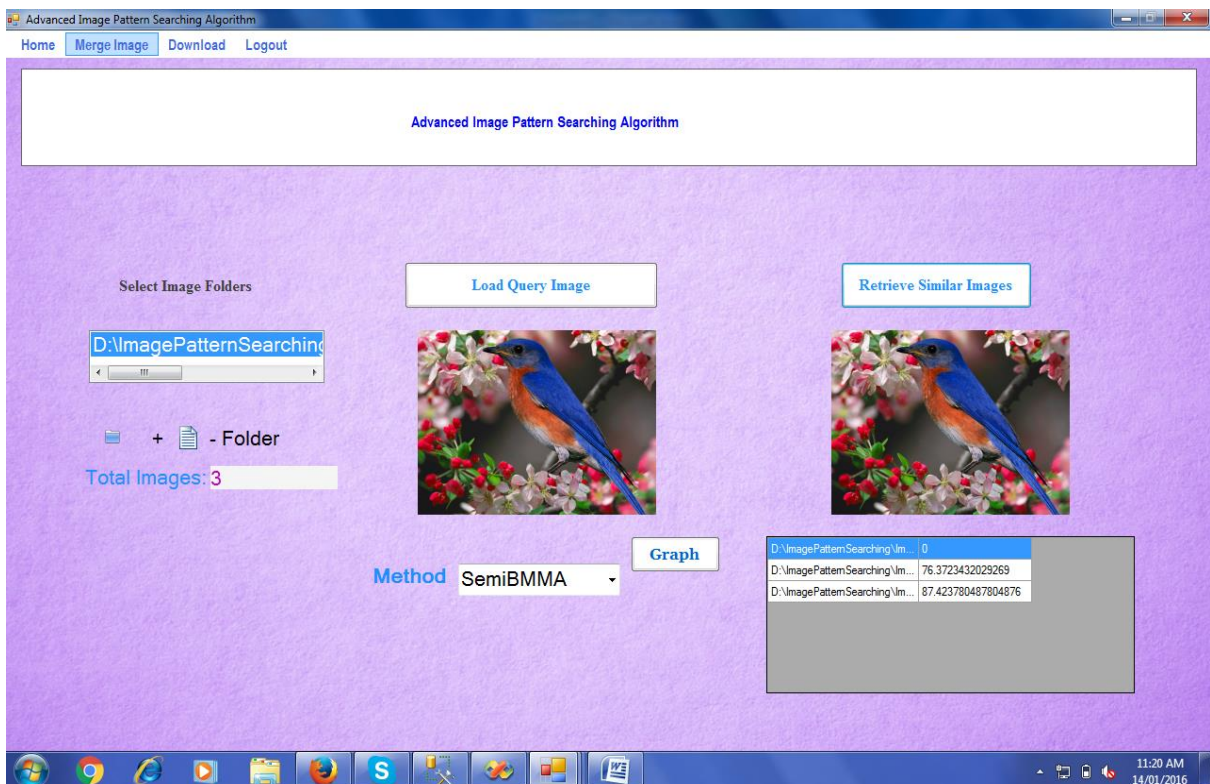 Advanced Image Pattern Searching Algorithm
Home Merge Image Download Logout
Advanced Image Pattern Searching Algorithm
Select Image Folders
Load Query Image
Retrieve Similar Images
D:\ImagePatternSearching
+ - Folder
Total Images: 3
Graph
Method SemiBMMA
D:\ImagePatternSearching\Im... 0
D:\ImagePatternSearching\Im... 76.3723432029269
D:\ImagePatternSearching\Im... 87.423780487804876
11:20 AM
14/01/2016